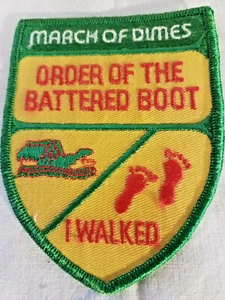 MARCH OF DIMES
ORDER OF THE
BATTERED BOOT
I WALKED